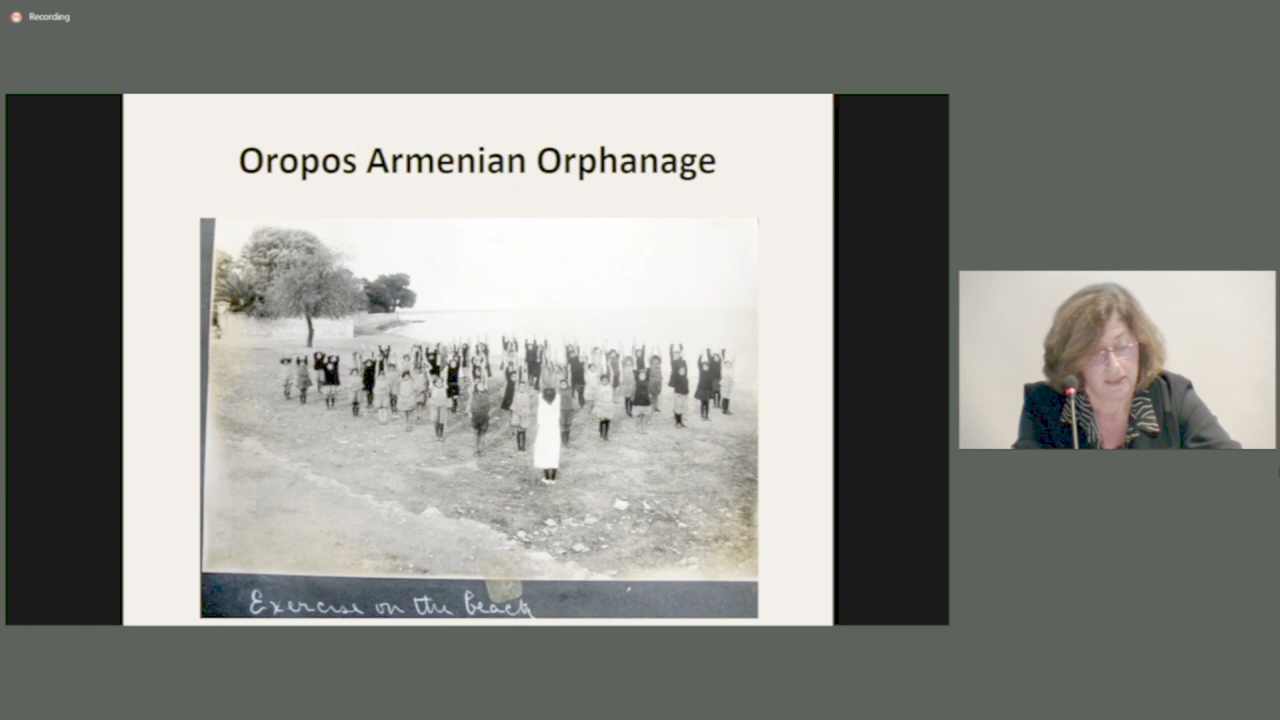 Recording
Oropos Armenian Orphanage
Exercise on the beach